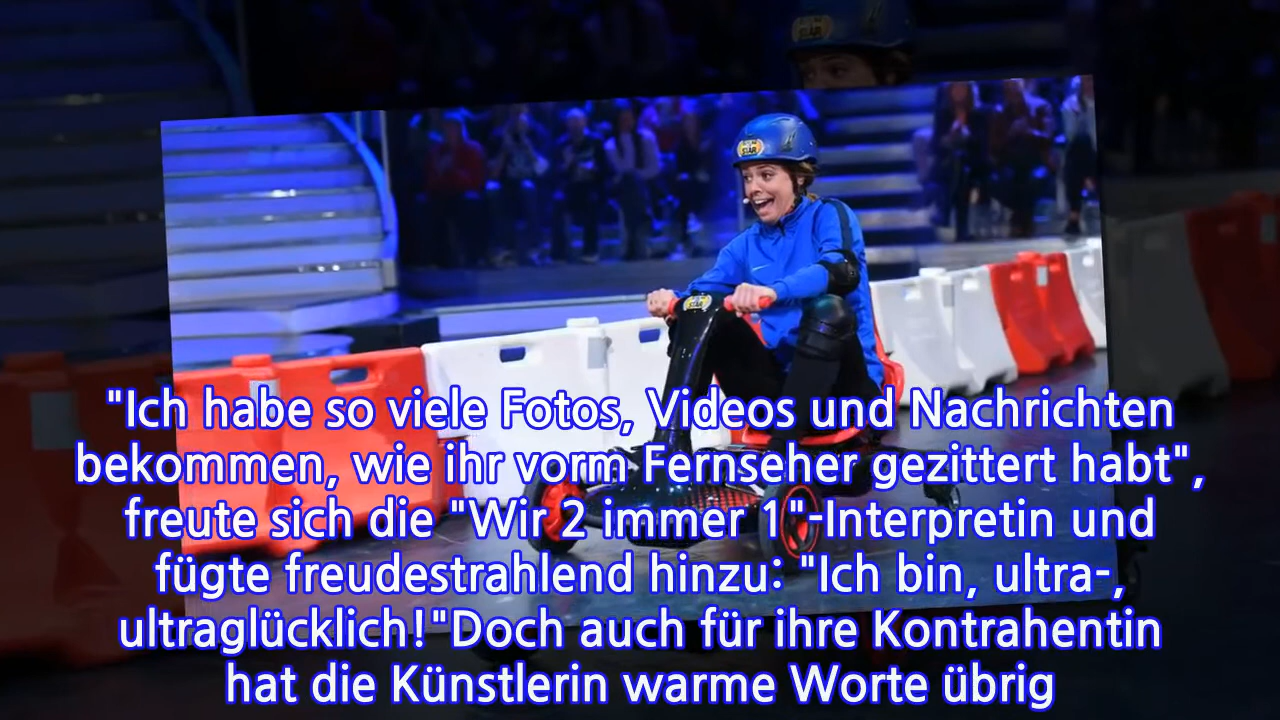 "Ich habe so viele Fotos, Videos und Nachrichten
bekommen, wie ihr vorm Fernseher gezittert habt",
freute sich die "Wir 2 immer 1"-Interpretin und
fügte freudestrahlend hinzu: "Ich bin, ultra-,
ultraglücklich!"Doch auch für ihre Kontrahentin
hat die Künstlerin warme Worte übrig